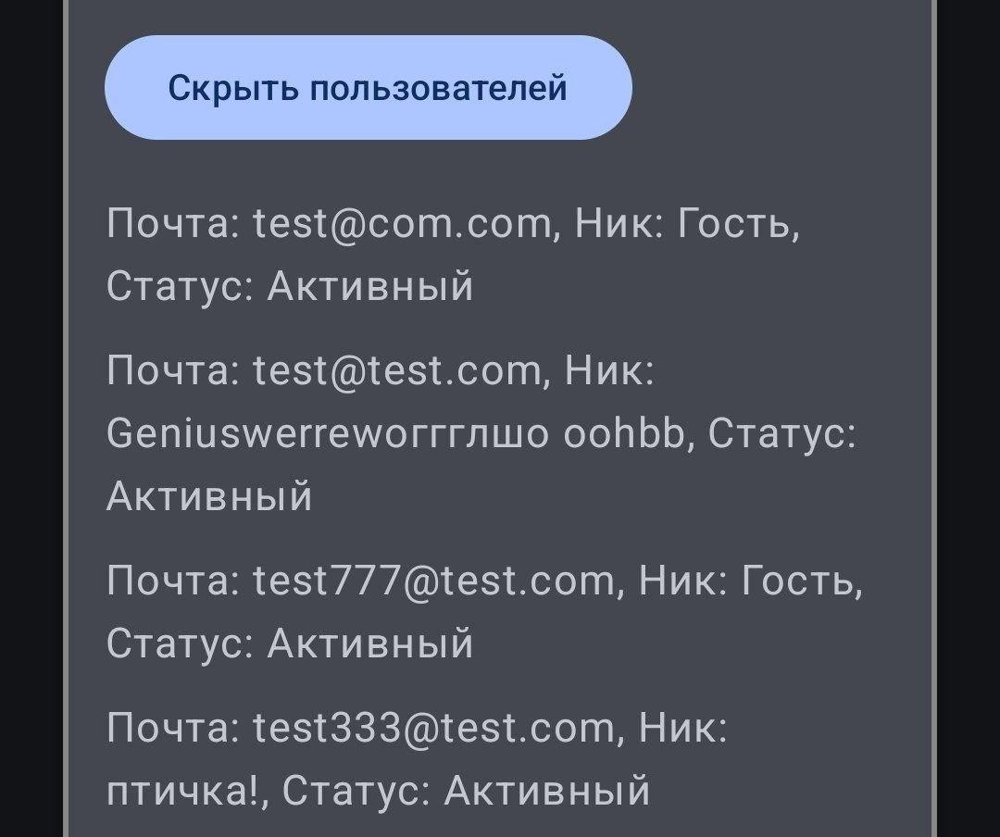 Скрыть пользователей
Почта: test@com.com, Ник: Гость,
Статус: Активный
Почта: test@test.com, Ник:
Geniuswerrewoггглшо oohbb, Статус:
Активный
Почта: test777@test.com, Ник: Гость,
Статус: Активный
Почта: test333@test.com, Ник:
птичка!, Статус: Активный